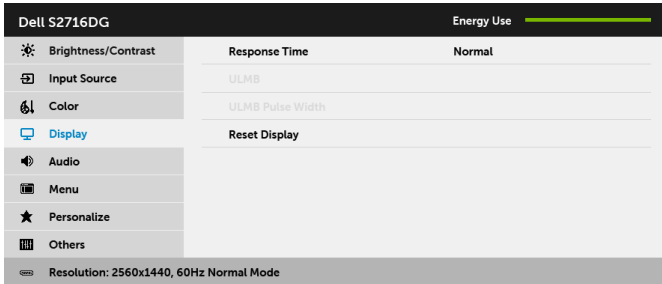 Dell S2716DG Energy Use
Brightness/Contrast Response Time Normal
Input Source ULMB
Color ULMB Pulse Width
Display Reset Display
Audio
Menu
Personalize
Others
Resolution: 2560x1440, 60Hz Normal Mode